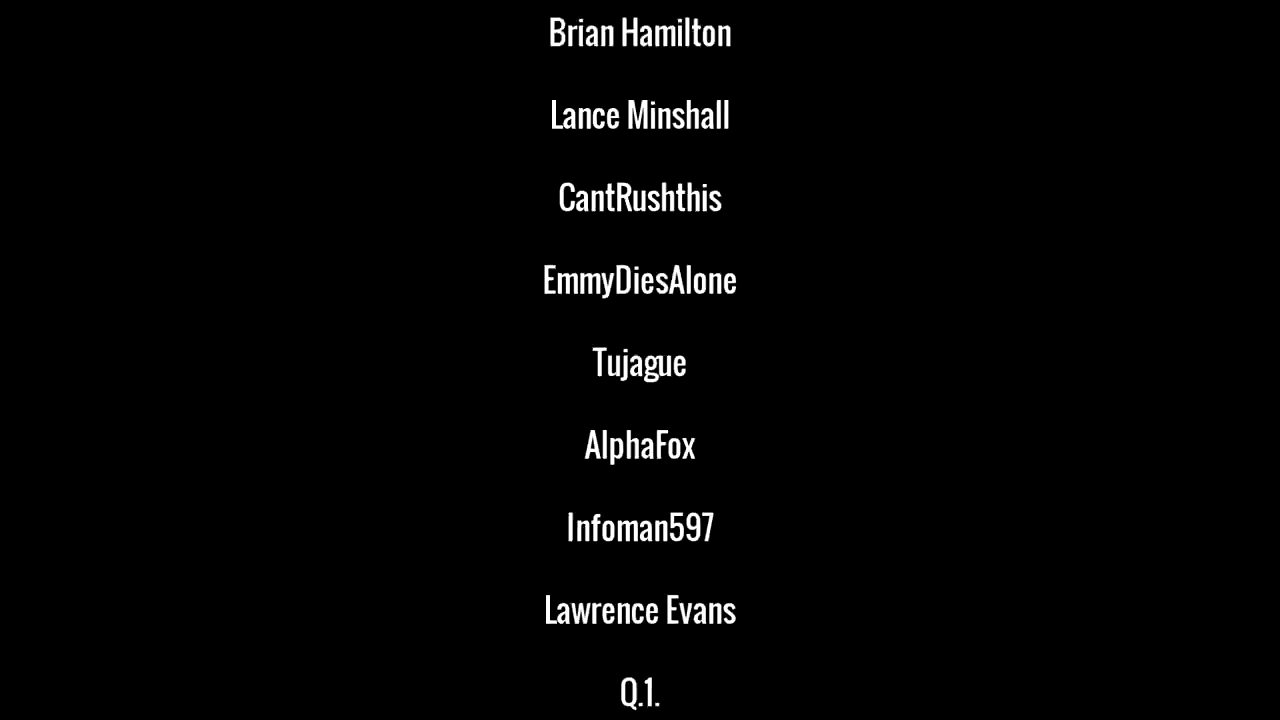 Brian Hamilton
Lance Minshall
CantRushthis
EmmyDiesAlone
Tujague
AlphaFox
Infoman597
Lawrence Evans
Q.1.